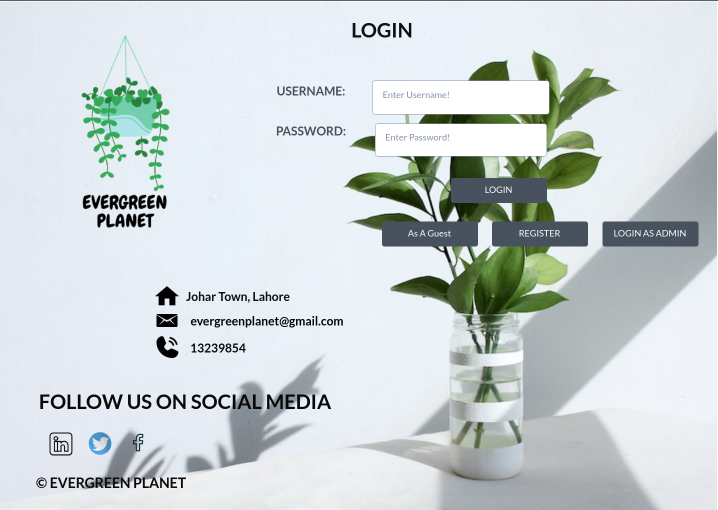 LOGIN
USERNAME:
Enter Username!
PASSWORD:
Enter Password!
LOGIN
As A Guest
REGISTER
LOGIN AS ADMIN
EVERGREEN
PLANET
Johar Town, Lahore
evergreenplanet@gmail.com
13239854
FOLLOW US ON SOCIAL MEDIA
in
© EVERGREEN PLANET